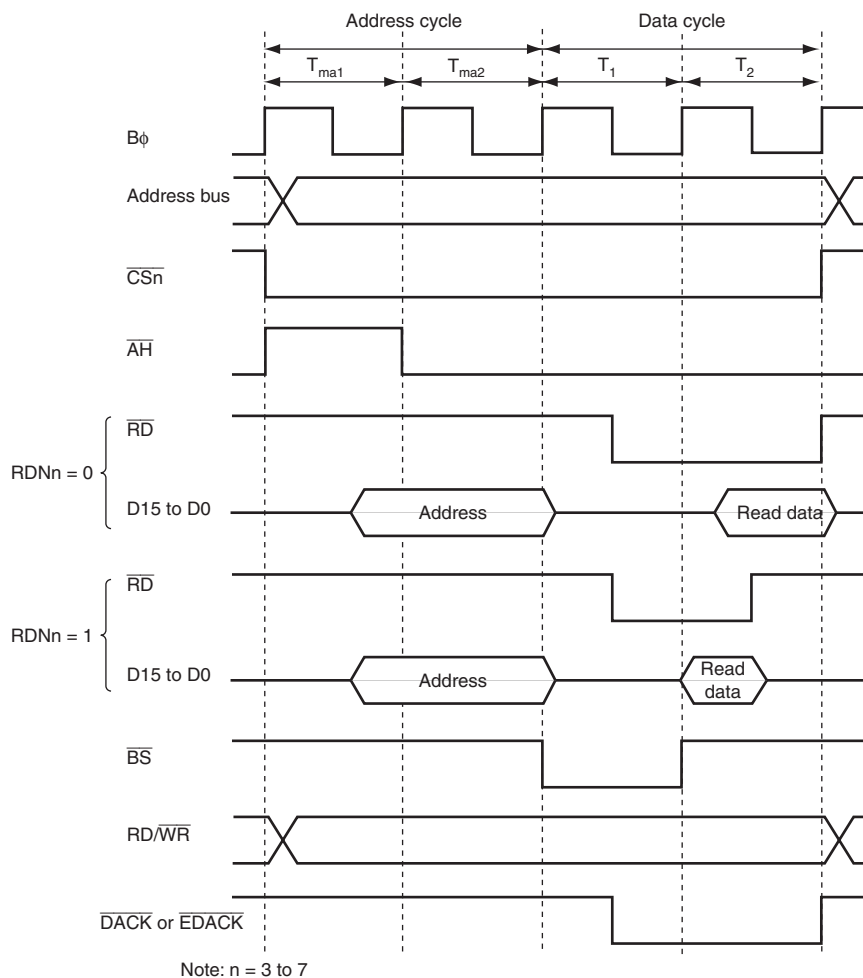 Address cycle Data cycle
Tma1 Tma2 T1 T2
Bφ
Address bus
CSn
AH
RD
RDNn = 0
D15 to D0 Address Read data
RD
RDNn = 1
D15 to D0 Address Read
data
BS
RD/WR
DACK or EDACK
Note: n = 3 to 7